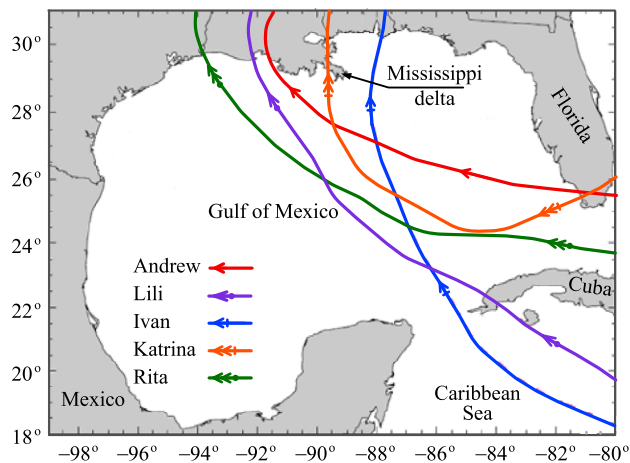 30°
Mississippi
delta
28°
Florida
26°
Gulf of Mexico
24°
Andrew
Lili
Cuba
22°
Ivan
Katrina
20°
Rita
Caribbean
Sea
Mexico
18°
–98° –96° –94° –92° –90° –88° –86° –84° –82° –80°